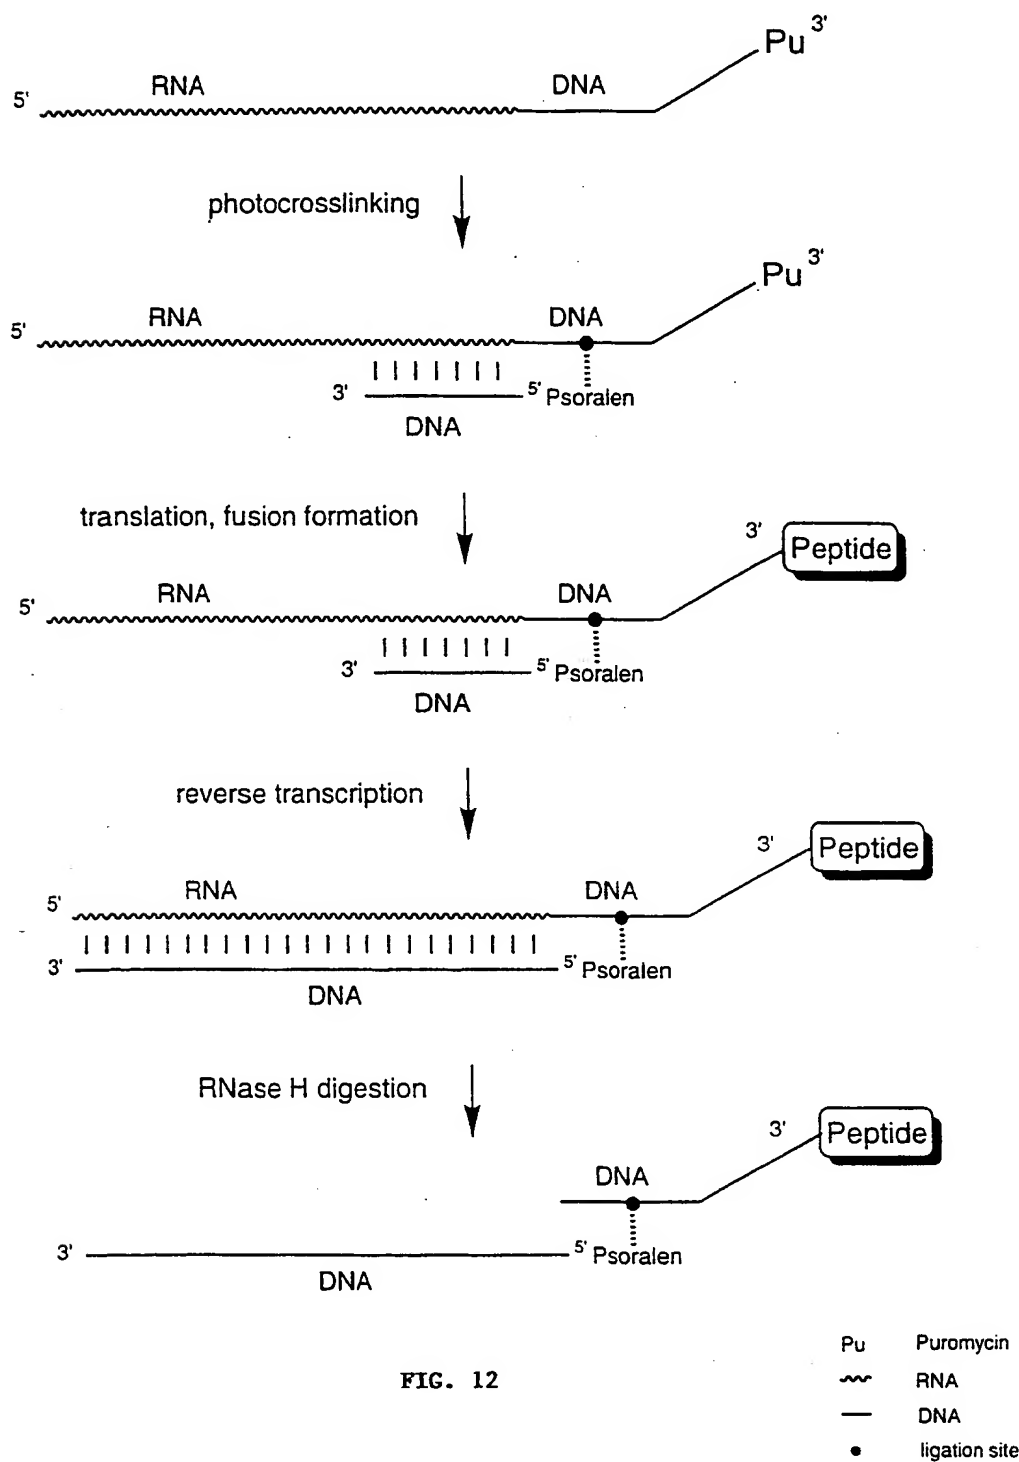 Pu 3'
RNA DNA
5'
photocrosslinking
Pu 3'
RNA DNA
5'
3' 5' Psoralen
DNA
translation, fusion formation
3' Peptide
RNA DNA
5'
3' 5' Psoralen
DNA
reverse transcription
3' Peptide
RNA DNA
5'
3' 5' Psoralen
DNA
RNase H digestion
3' Peptide
DNA
3' 5' Psoralen
DNA
FIG. 12
Pu Puromycin
RNA
DNA
ligation site